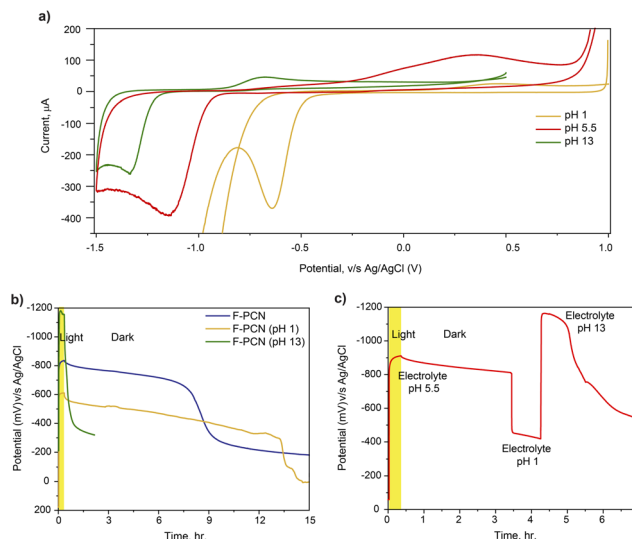 a)
200
100
0
-100
-200
-300
-400
Current, µA
pH 1
pH 5.5
pH 13
-1.5
-1.0
-0.5
0.0
0.5
1.0
Potential, v/s Ag/AgCl (V)
b)
-1200
-1000
-800
-600
-400
-200
0
200
Potential (mV)v/s Ag/AgCl
F-PCN
F-PCN (pH 1)
F-PCN (pH 13)
Light
Dark
0
3
6
9
12
15
Time, hr.
c)
-1200
-1000
-800
-600
-400
-200
0
Potential (mV) v/s Ag/AgCl
Light
Dark
Electrolyte
pH 13
Electrolyte
pH 5.5
Electrolyte
pH 1
0
1
2
3
4
5
6
Time, hr.